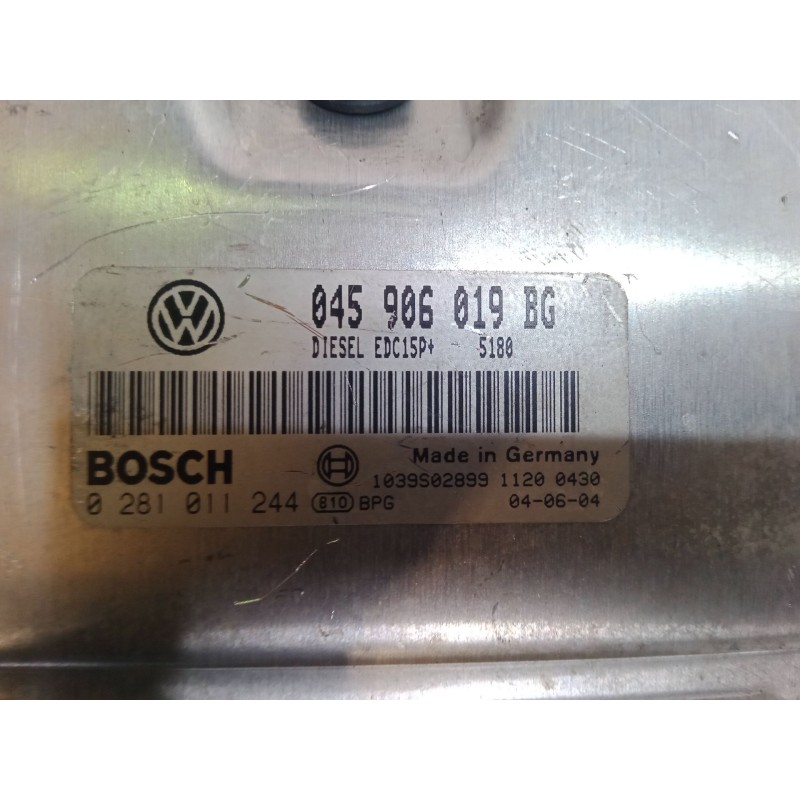 045 906 019 BG
DIESEL EDC15P+ 5180
BOSCH
Made in Germany
1039S02899 1120 0430
0 281 011 244 810 BPG 04-06-04